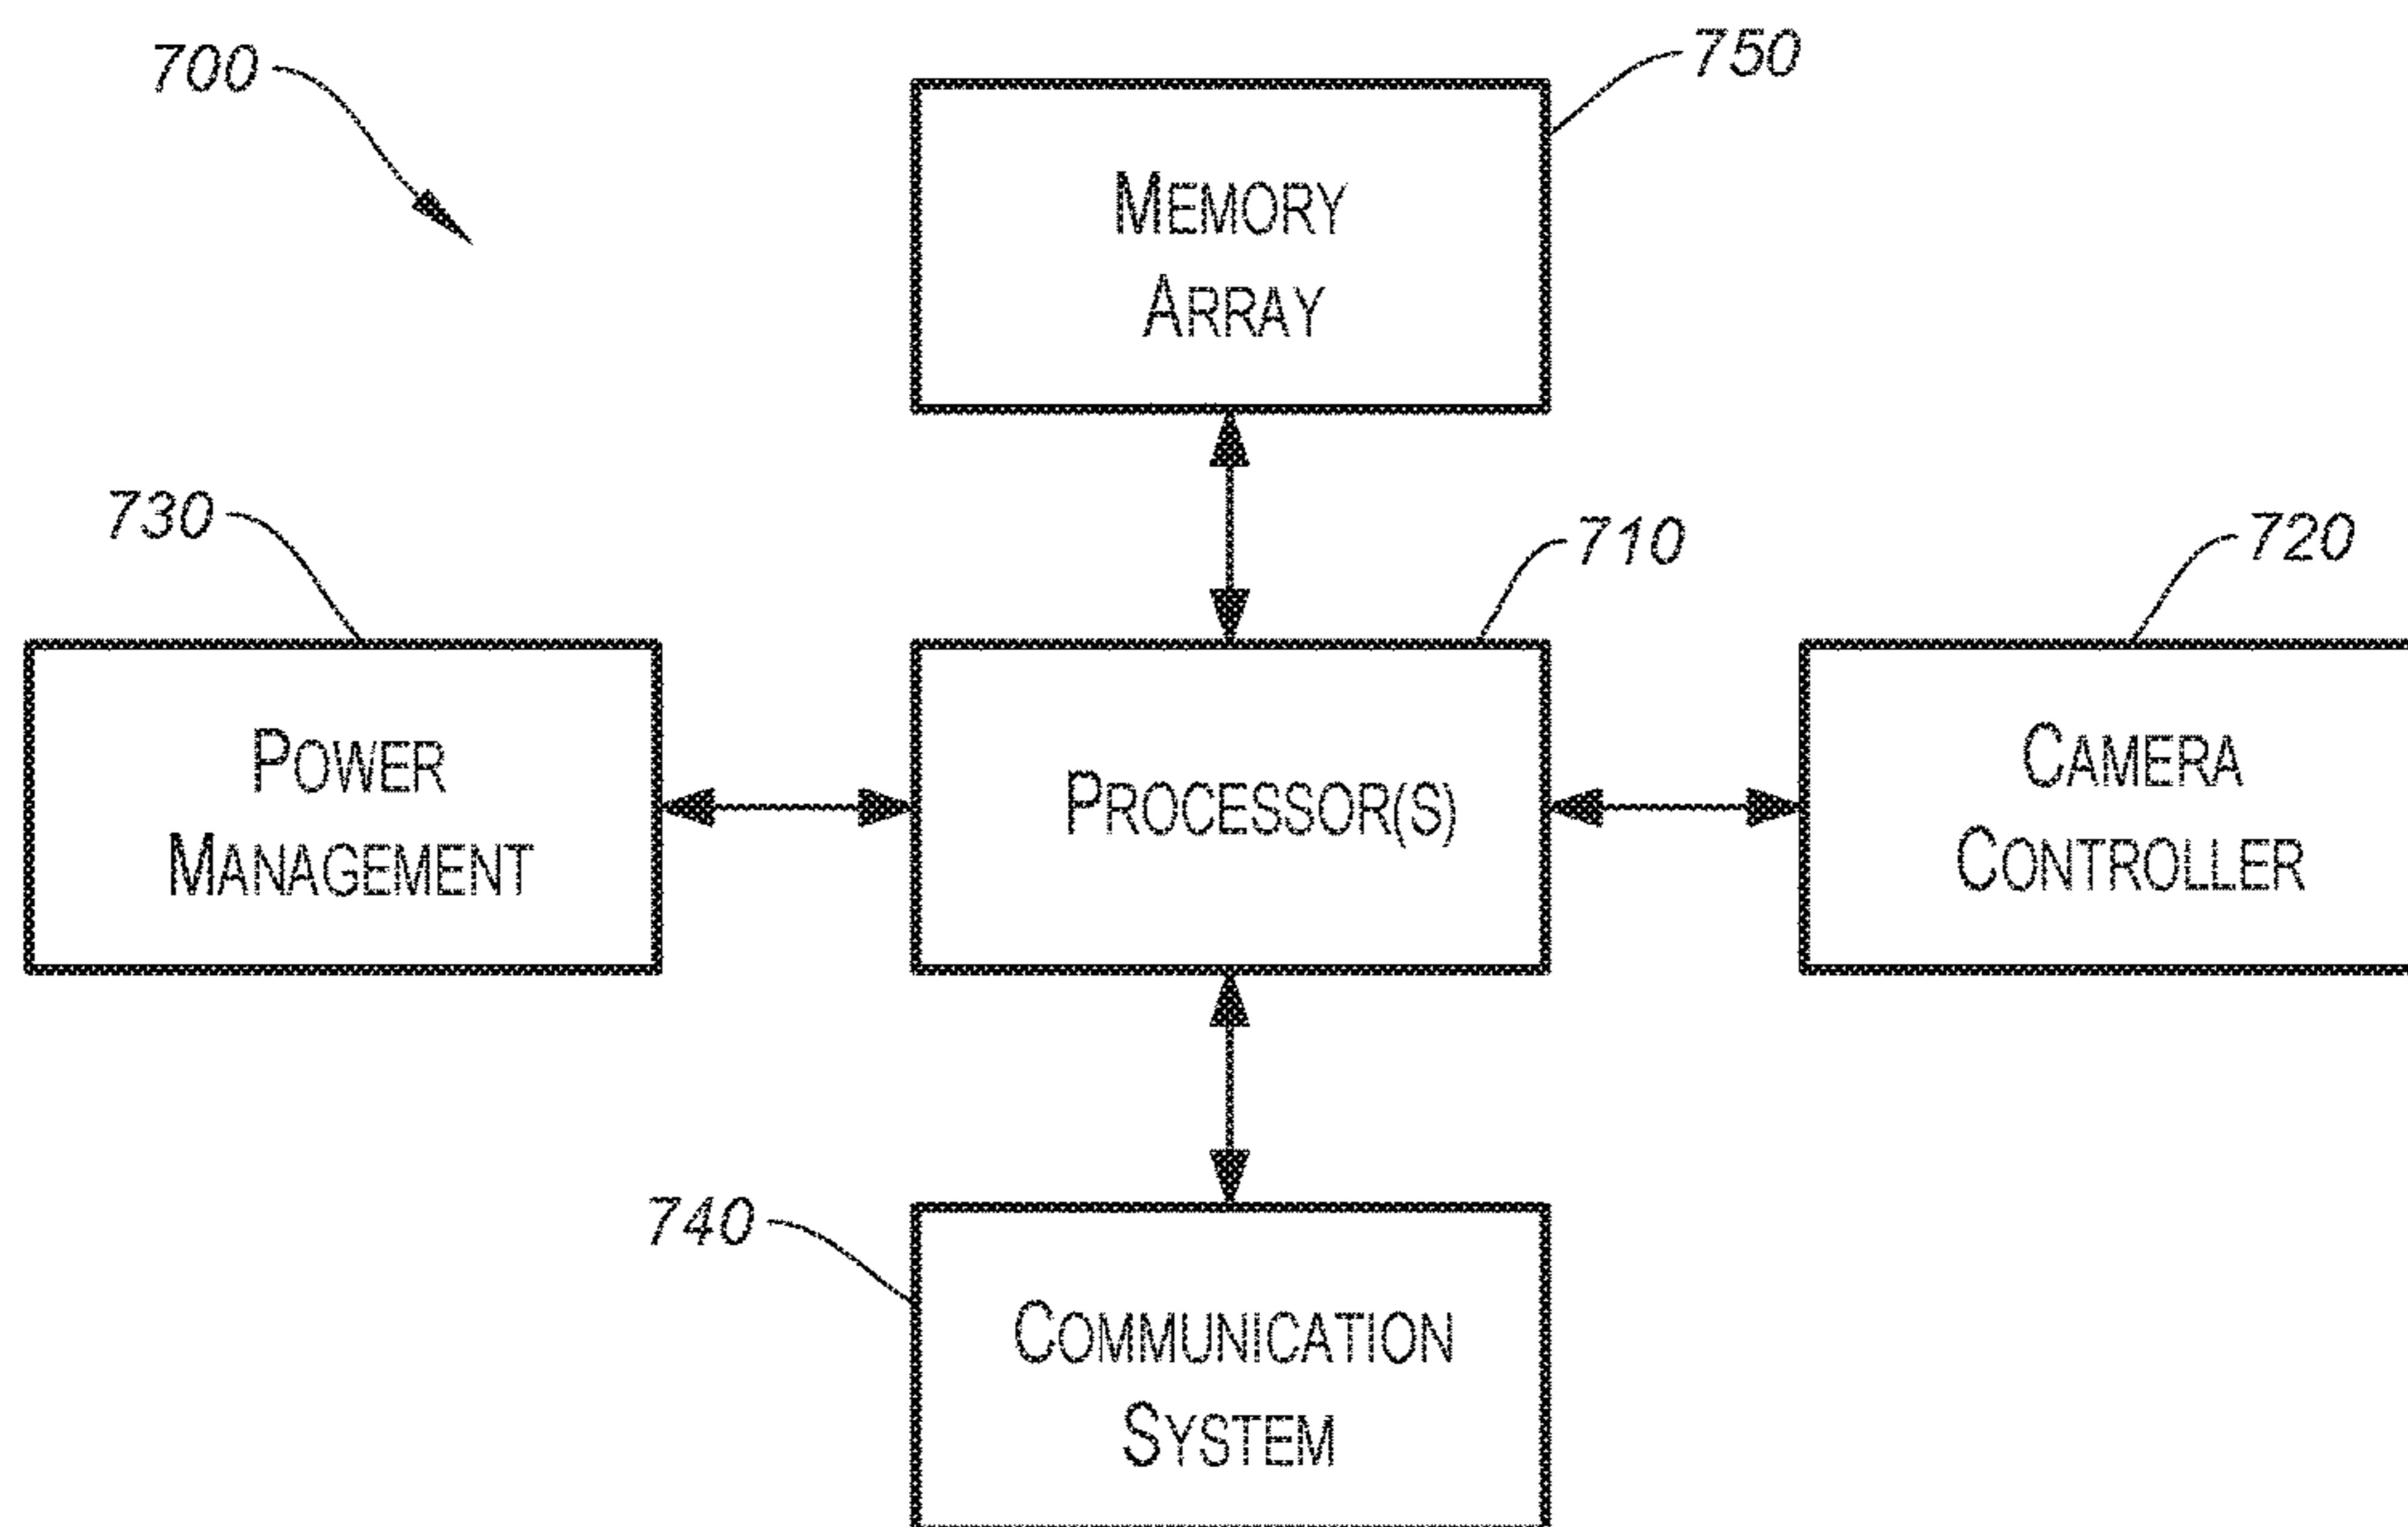 700
750
MEMORY
ARRAY
730
710
720
POWER
MANAGEMENT
PROCESSOR(S)
CAMERA
CONTROLLER
740
COMMUNICATION
SYSTEM